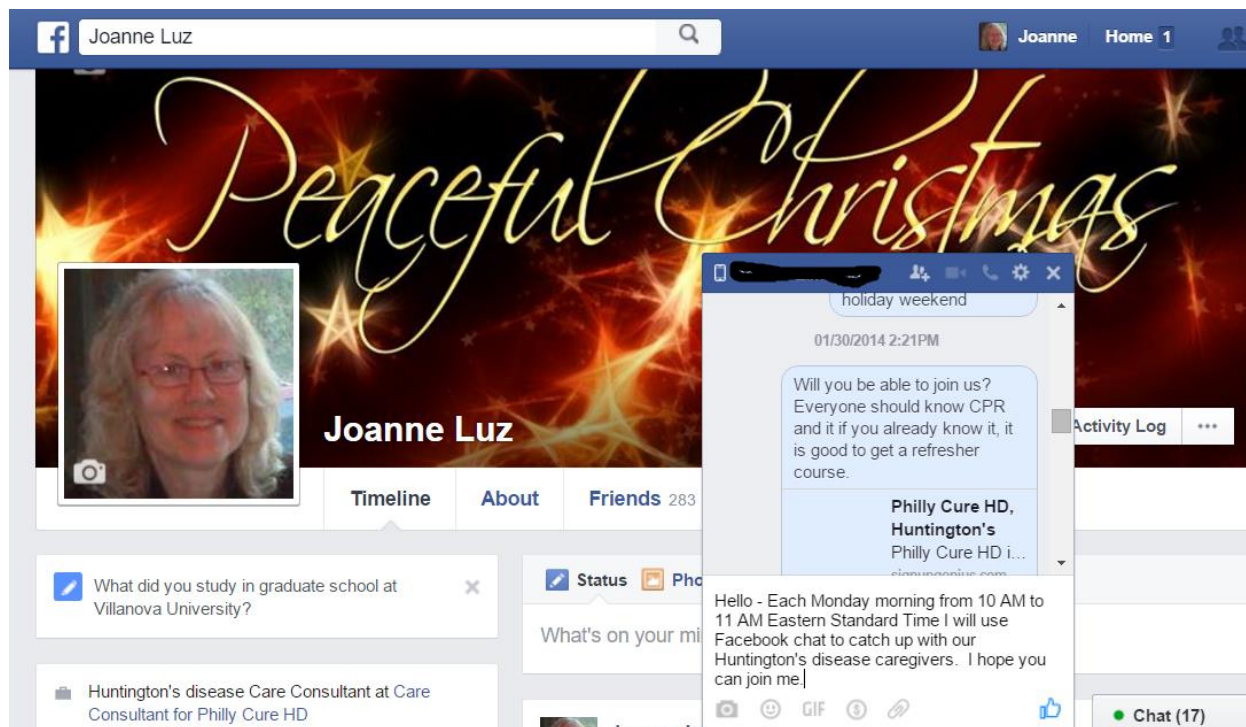 f
Joanne Luz
Joanne
Home 1
Peaceful Christmas
Joanne Luz
Activity Log
Timeline
About
Friends 283
holiday weekend
01/30/2014 2:21PM
Will you be able to join us?
Everyone should know CPR
and it if you already know it, it
is good to get a refresher
course.
Philly Cure HD,
Huntington's
Philly Cure HD i...
signupgenius.com
Hello - Each Monday morning from 10 AM to
11 AM Eastern Standard Time I will use
Facebook chat to catch up with our
Huntington's disease caregivers. I hope you
can join me.
GIF
What did you study in graduate school at
Villanova University?
Huntington's disease Care Consultant at Care
Consultant for Philly Cure HD
Status
Pho
What's on your mi
Chat (17)